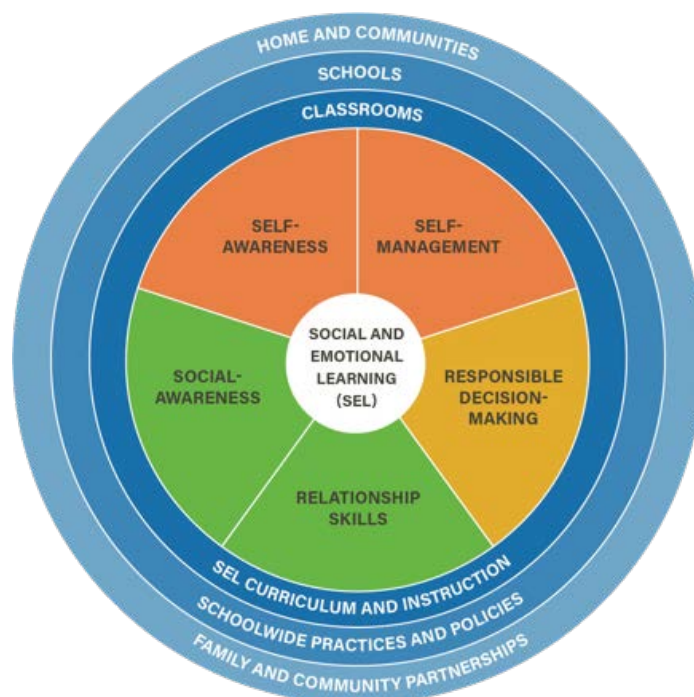 HOME AND COMMUNITIES
SCHOOLS
CLASSROOMS
SELF-
AWARENESS
SELF-
MANAGEMENT
SOCIAL AND
EMOTIONAL
LEARNING
(SEL)
SOCIAL-
AWARENESS
RESPONSIBLE
DECISION-
MAKING
RELATIONSHIP
SKILLS
SEL CURRICULUM AND INSTRUCTION
SCHOOLWIDE PRACTICES AND POLICIES
FAMILY AND COMMUNITY PARTNERSHIPS